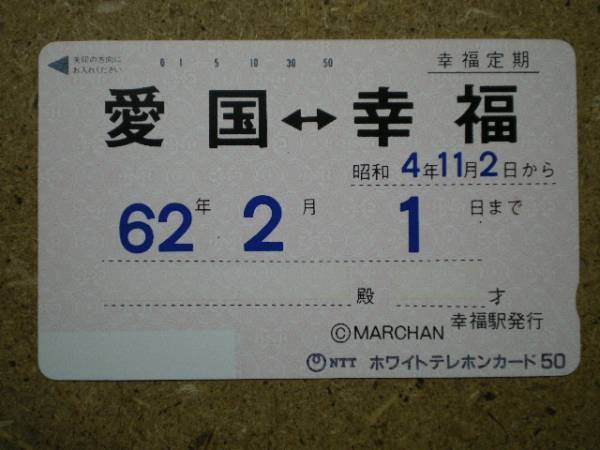 矢印の方向に
お入れください
0 1 5 10 30 50
幸福定期
愛国↔幸福
昭和 4年11月2日から
62年 2月 1日まで
殿 才
幸福駅発行
©MARCHAN
NTT ホワイトテレホンカード50